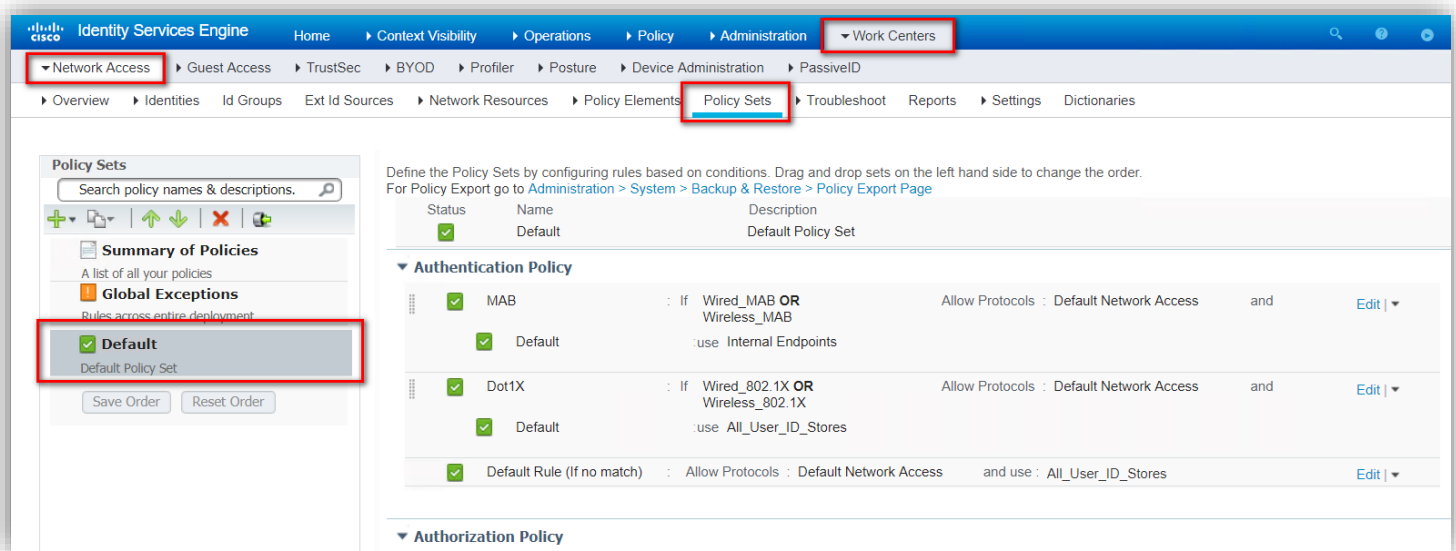 cisco Identity Services Engine Home Context Visibility Operations Policy Administration Work Centers
Network Access Guest Access TrustSec BYOD Profiler Posture Device Administration PassiveID
Overview Identities Id Groups Ext Id Sources Network Resources Policy Elements Policy Sets Troubleshoot Reports Settings Dictionaries
Policy Sets
Search policy names & descriptions.
Summary of Policies
A list of all your policies
Global Exceptions
Rules across entire deployment
Default
Default Policy Set
Save Order Reset Order
Define the Policy Sets by configuring rules based on conditions. Drag and drop sets on the left hand side to change the order.
For Policy Export go to Administration > System > Backup & Restore > Policy Export Page
Status Name Description
Default Default Policy Set
Authentication Policy
MAB : If Wired_MAB OR Allow Protocols : Default Network Access and Edit |
Wireless_MAB
Default :use Internal Endpoints
Dot1X : If Wired_802.1X OR Allow Protocols : Default Network Access and Edit |
Wireless_802.1X
Default :use All_User_ID_Stores
Default Rule (If no match) : Allow Protocols : Default Network Access and use : All_User_ID_Stores Edit |
Authorization Policy